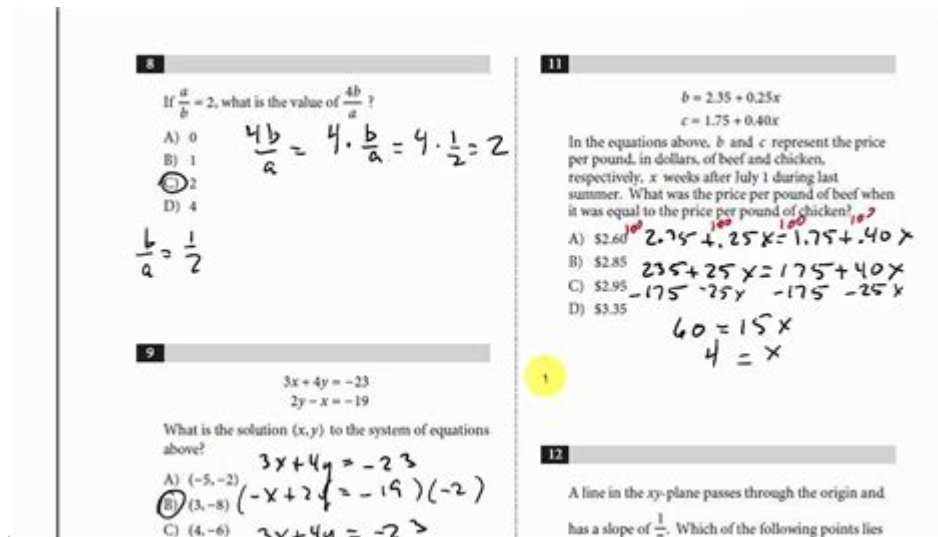 8
If a/b = 2, what is the value of 4b/a ?
A) 0
B) 1
C) 2
D) 4
4b/a = 4 · b/a = 4 · 1/2 = 2
b/a = 1/2
9
3x + 4y = −23
2y − x = −19
What is the solution (x, y) to the system of equations
above?
A) (−5, −2)
B) (3, −8)
C) (4, −6)
3x + 4y = −23
(−x + 2y = −19)(−2)
3x + 4y = −23
11
b = 2.35 + 0.25x
c = 1.75 + 0.40x
In the equations above, b and c represent the price
per pound, in dollars, of beef and chicken,
respectively, x weeks after July 1 during last
summer. What was the price per pound of beef when
it was equal to the price per pound of chicken?
A) $2.60
B) $2.85
C) $2.95
D) $3.35
100 100 100 100
2.35 + .25x = 1.75 + .40x
235 + 25x = 175 + 40x
−175 −25x −175 −25x
60 = 15x
4 = x
12
A line in the xy-plane passes through the origin and
has a slope of 1/ . Which of the following points lies